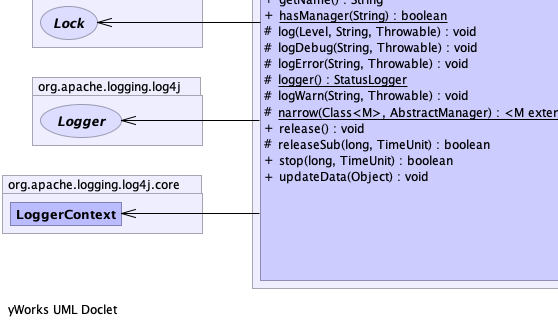 Lock
org.apache.logging.log4j
Logger
org.apache.logging.log4j.core
LoggerContext
+ getName() : String
+ hasManager(String) : boolean
# log(Level, String, Throwable) : void
# logDebug(String, Throwable) : void
# logError(String, Throwable) : void
# logger() : StatusLogger
# logWarn(String, Throwable) : void
# narrow(Class<M>, AbstractManager) : <M exten
+ release() : void
# releaseSub(long, TimeUnit) : boolean
+ stop(long, TimeUnit) : boolean
+ updateData(Object) : void
yWorks UML Doclet